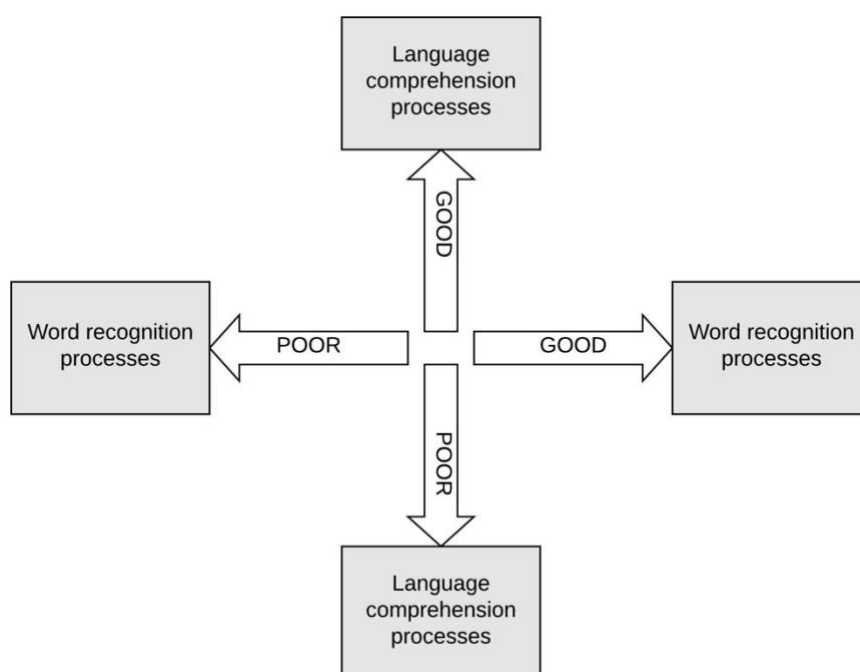 Language
comprehension
processes
GOOD
Word recognition
processes
POOR
GOOD
Word recognition
processes
POOR
Language
comprehension
processes